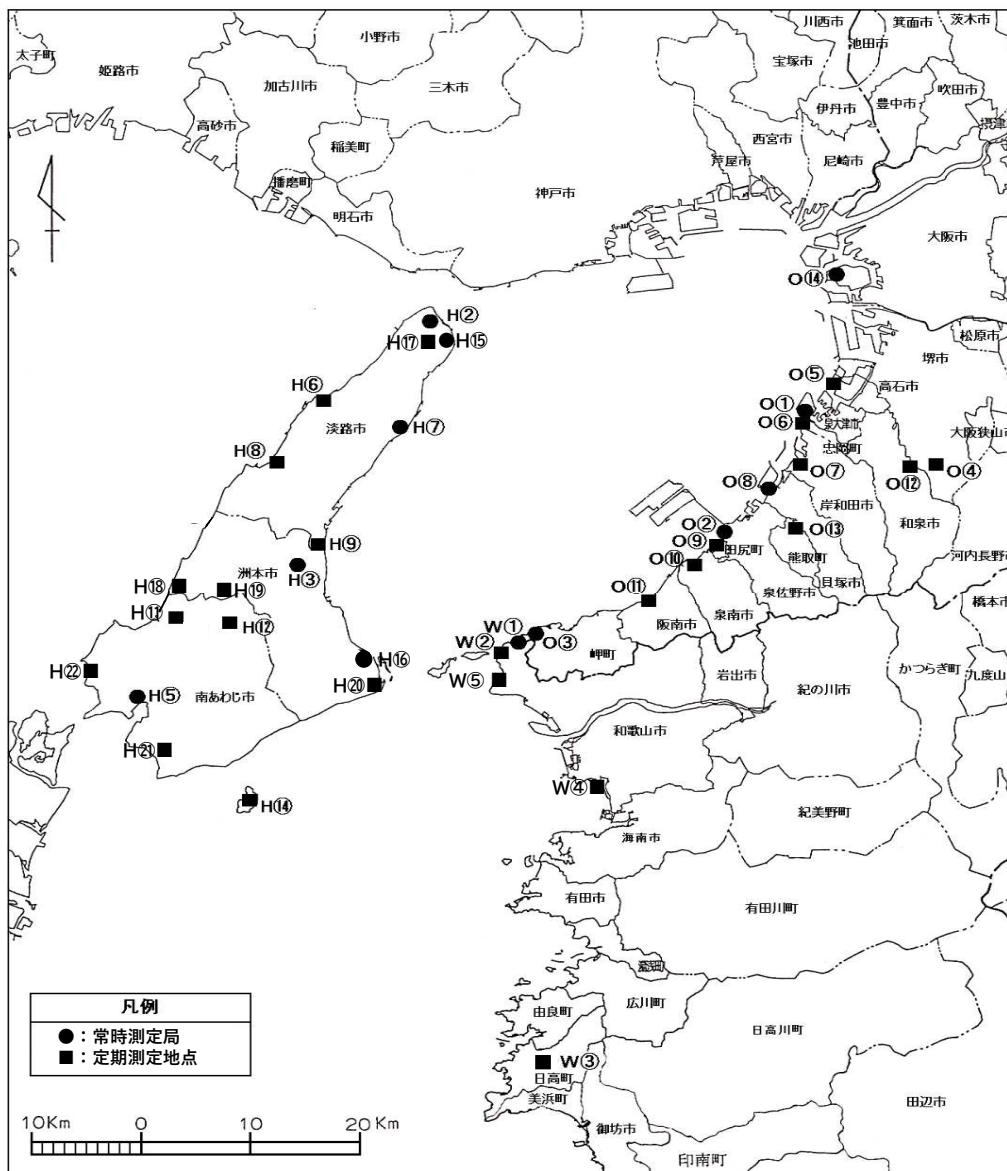 川西市
箕面市
茨木市
小野市
池田市
太子町
姫路市
宝塚市
加古川市
三木市
吹田市
伊丹市
豊中市
高砂市
摂津
西宮市
稲美町
芦屋市
尼崎市
播磨町
神戸市
明石市
大阪市
O⑭
H②
H⑰
H⑮
松原市
堺市
O⑤
高石市
H⑥
O①
O⑥
泉大津市
大阪狭山市
淡路市
H⑦
忠岡町
H⑧
O⑦
O⑫
O④
O⑧
岸和田市
和泉市
O②
O⑬
H⑨
O⑨
田尻町
熊取町
河内長野市
洲本市
H③
O⑩
貝塚市
H⑱
H⑲
泉佐野市
橋本市
O⑪
H⑪
H⑫
阪南市
泉南市
W①
O③
W②
岬町
H⑯
H㉒
W⑤
岩出市
紀の川市
かつらぎ町
九度山
H⑳
H⑤
南あわじ市
和歌山市
H㉑
W④
H⑭
紀美野町
海南市
有田市
有田川町
湯浅町
凡例
由良町
広川町
日高川町
●：常時測定局
■：定期測定地点
W③
日高町
美浜町
田辺市
10Km 0 10 20 Km
御坊市
印南町